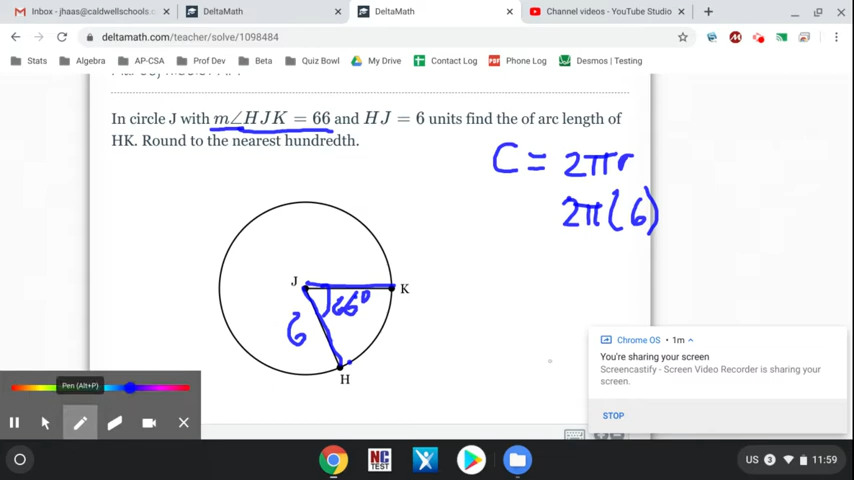 Inbox - jhaas@caldwellschools.c
DeltaMath
DeltaMath
Channel videos - YouTube Studio
deltamath.com/teacher/solve/1098484
Stats
Algebra
AP-CSA
Prof Dev
Beta
Quiz Bowl
My Drive
Contact Log
Phone Log
Desmos | Testing
In circle J with m∠HJK = 66 and HJ = 6 units find the of arc length of
HK. Round to the nearest hundredth.
C = 2πr
2π(6)
J
K
66°
6
H
Pen (Alt+P)
Chrome OS • 1m
You're sharing your screen
Screencastify - Screen Video Recorder is sharing your
screen.
STOP
NC
TEST
US 3 11:59